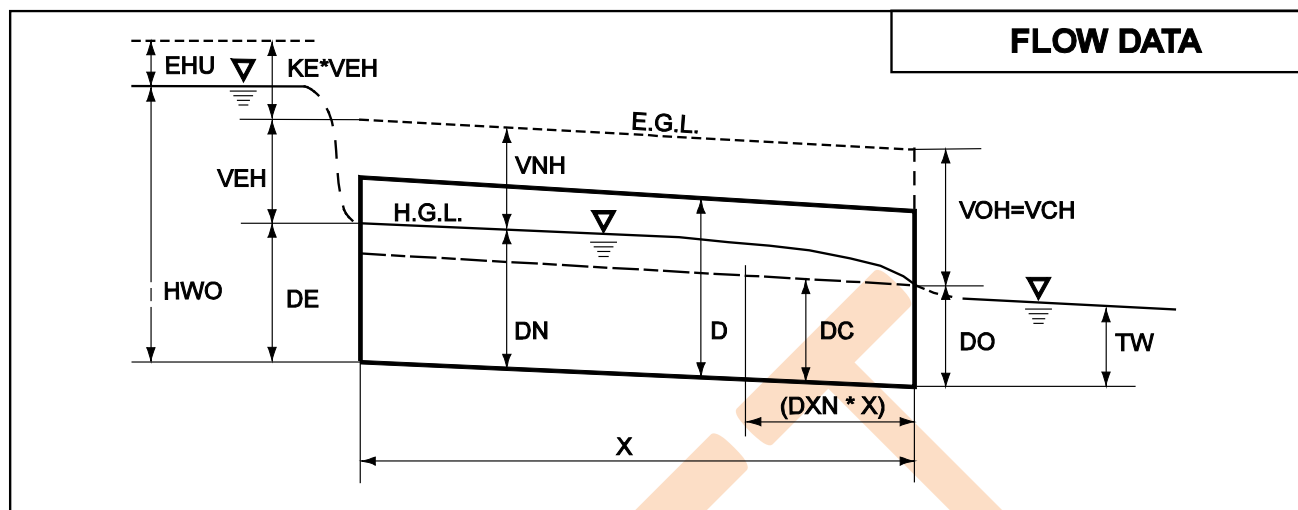 FLOW DATA
EHU
KE*VEH
E.G.L.
VNH
VEH
H.G.L.
VOH=VCH
HWO
DE
DN
D
DC
DO
TW
(DXN * X)
X